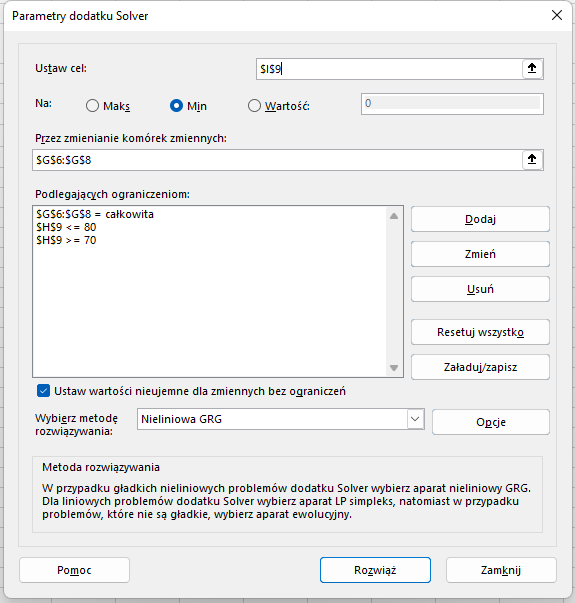 Parametry dodatku Solver
Ustaw cel:
$I$9
Na:
Maks
Min
Wartość:
0
Przez zmienianie komórek zmiennych:
$G$6:$G$8
Podlegających ograniczeniom:
$G$6:$G$8 = całkowita
$H$9 <= 80
$H$9 >= 70
Dodaj
Zmień
Usuń
Resetuj wszystko
Załaduj/zapisz
Ustaw wartości nieujemne dla zmiennych bez ograniczeń
Wybierz metodę
rozwiązywania:
Nieliniowa GRG
Opcje
Metoda rozwiązywania
W przypadku gładkich nieliniowych problemów dodatku Solver wybierz aparat nieliniowy GRG.
Dla liniowych problemów dodatku Solver wybierz aparat LP simpleks, natomiast w przypadku
problemów, które nie są gładkie, wybierz aparat ewolucyjny.
Pomoc
Rozwiąż
Zamknij